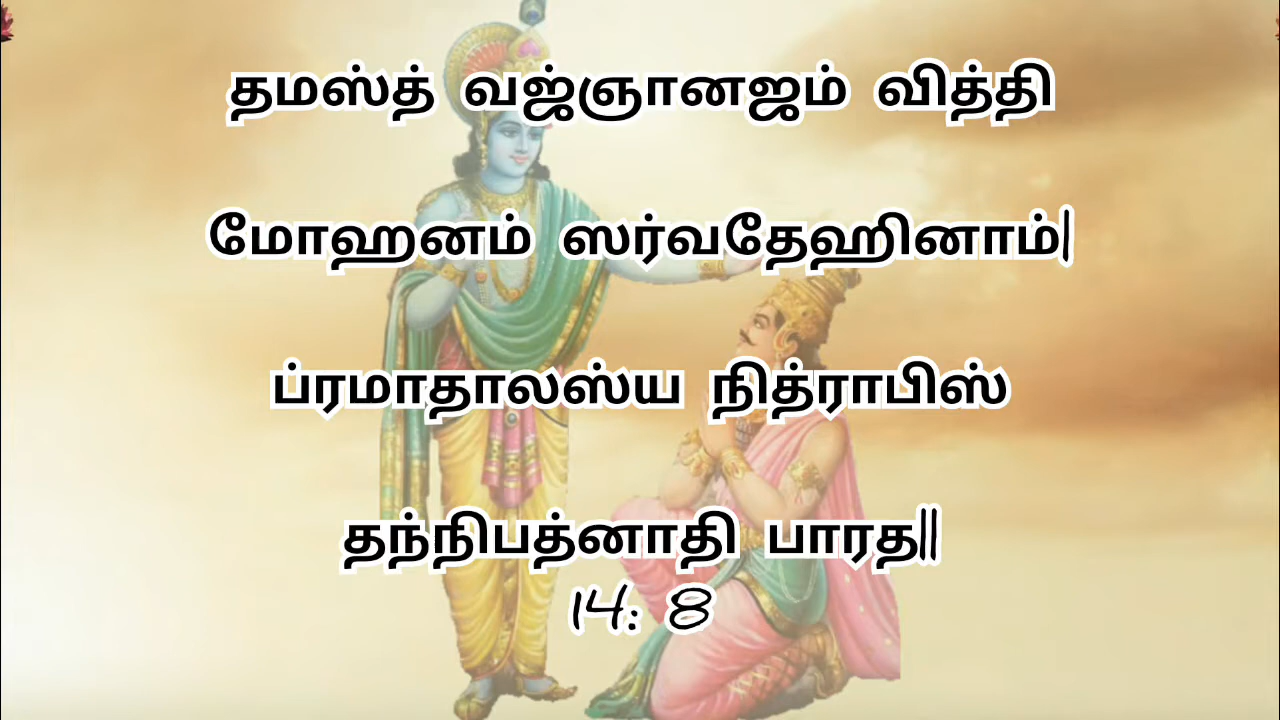 தமஸ்த் வஜ்ஞானஜம் வித்தி
மோஹனம் ஸர்வதேஹினாம்|
ப்ரமாதாலஸ்ய நித்ராபிஸ்
தந்நிபத்னாதி பாரத||
14: 8